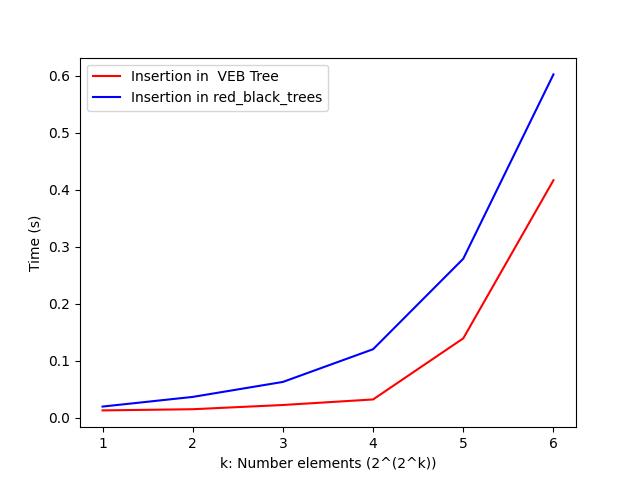 Insertion in  VEB Tree
Insertion in red_black_trees
0.6
0.5
0.4
0.3
0.2
0.1
0.0
Time (s)
1 2 3 4 5 6
k: Number elements (2^(2^k))